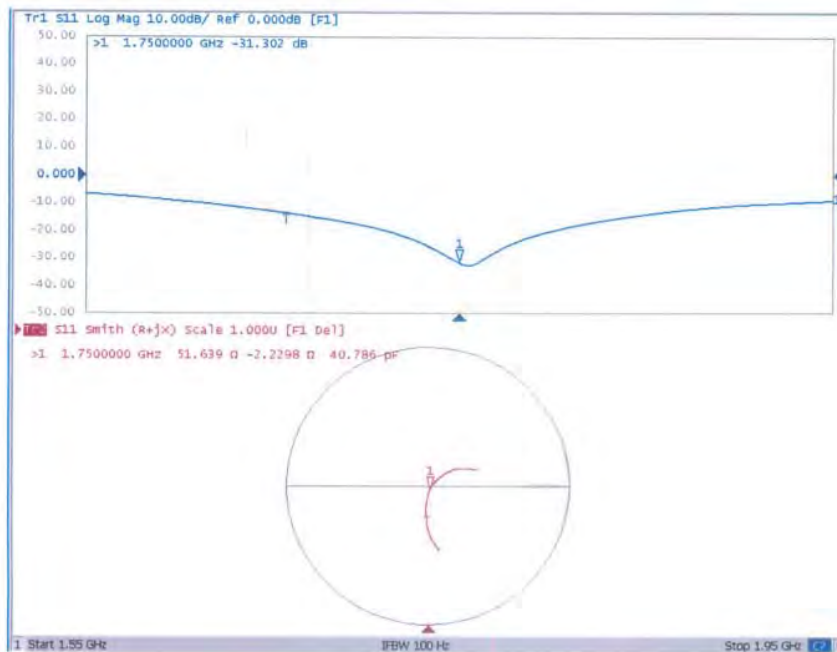 Tr1 S11 Log Mag 10.00dB/ Ref 0.000dB [F1]
50.00
>1 1.7500000 GHz -31.302 dB
40.00
30.00
20.00
10.00
0.000
-10.00
1
-20.00
-30.00
1
-40.00
-50.00
Tr2 S11 Smith (R+jX) Scale 1.000U [F1 Del]
>1 1.7500000 GHz 51.639 Ω -2.2298 Ω 40.786 pF
1
1 Start 1.55 GHz IFBW 100 Hz Stop 1.95 GHz